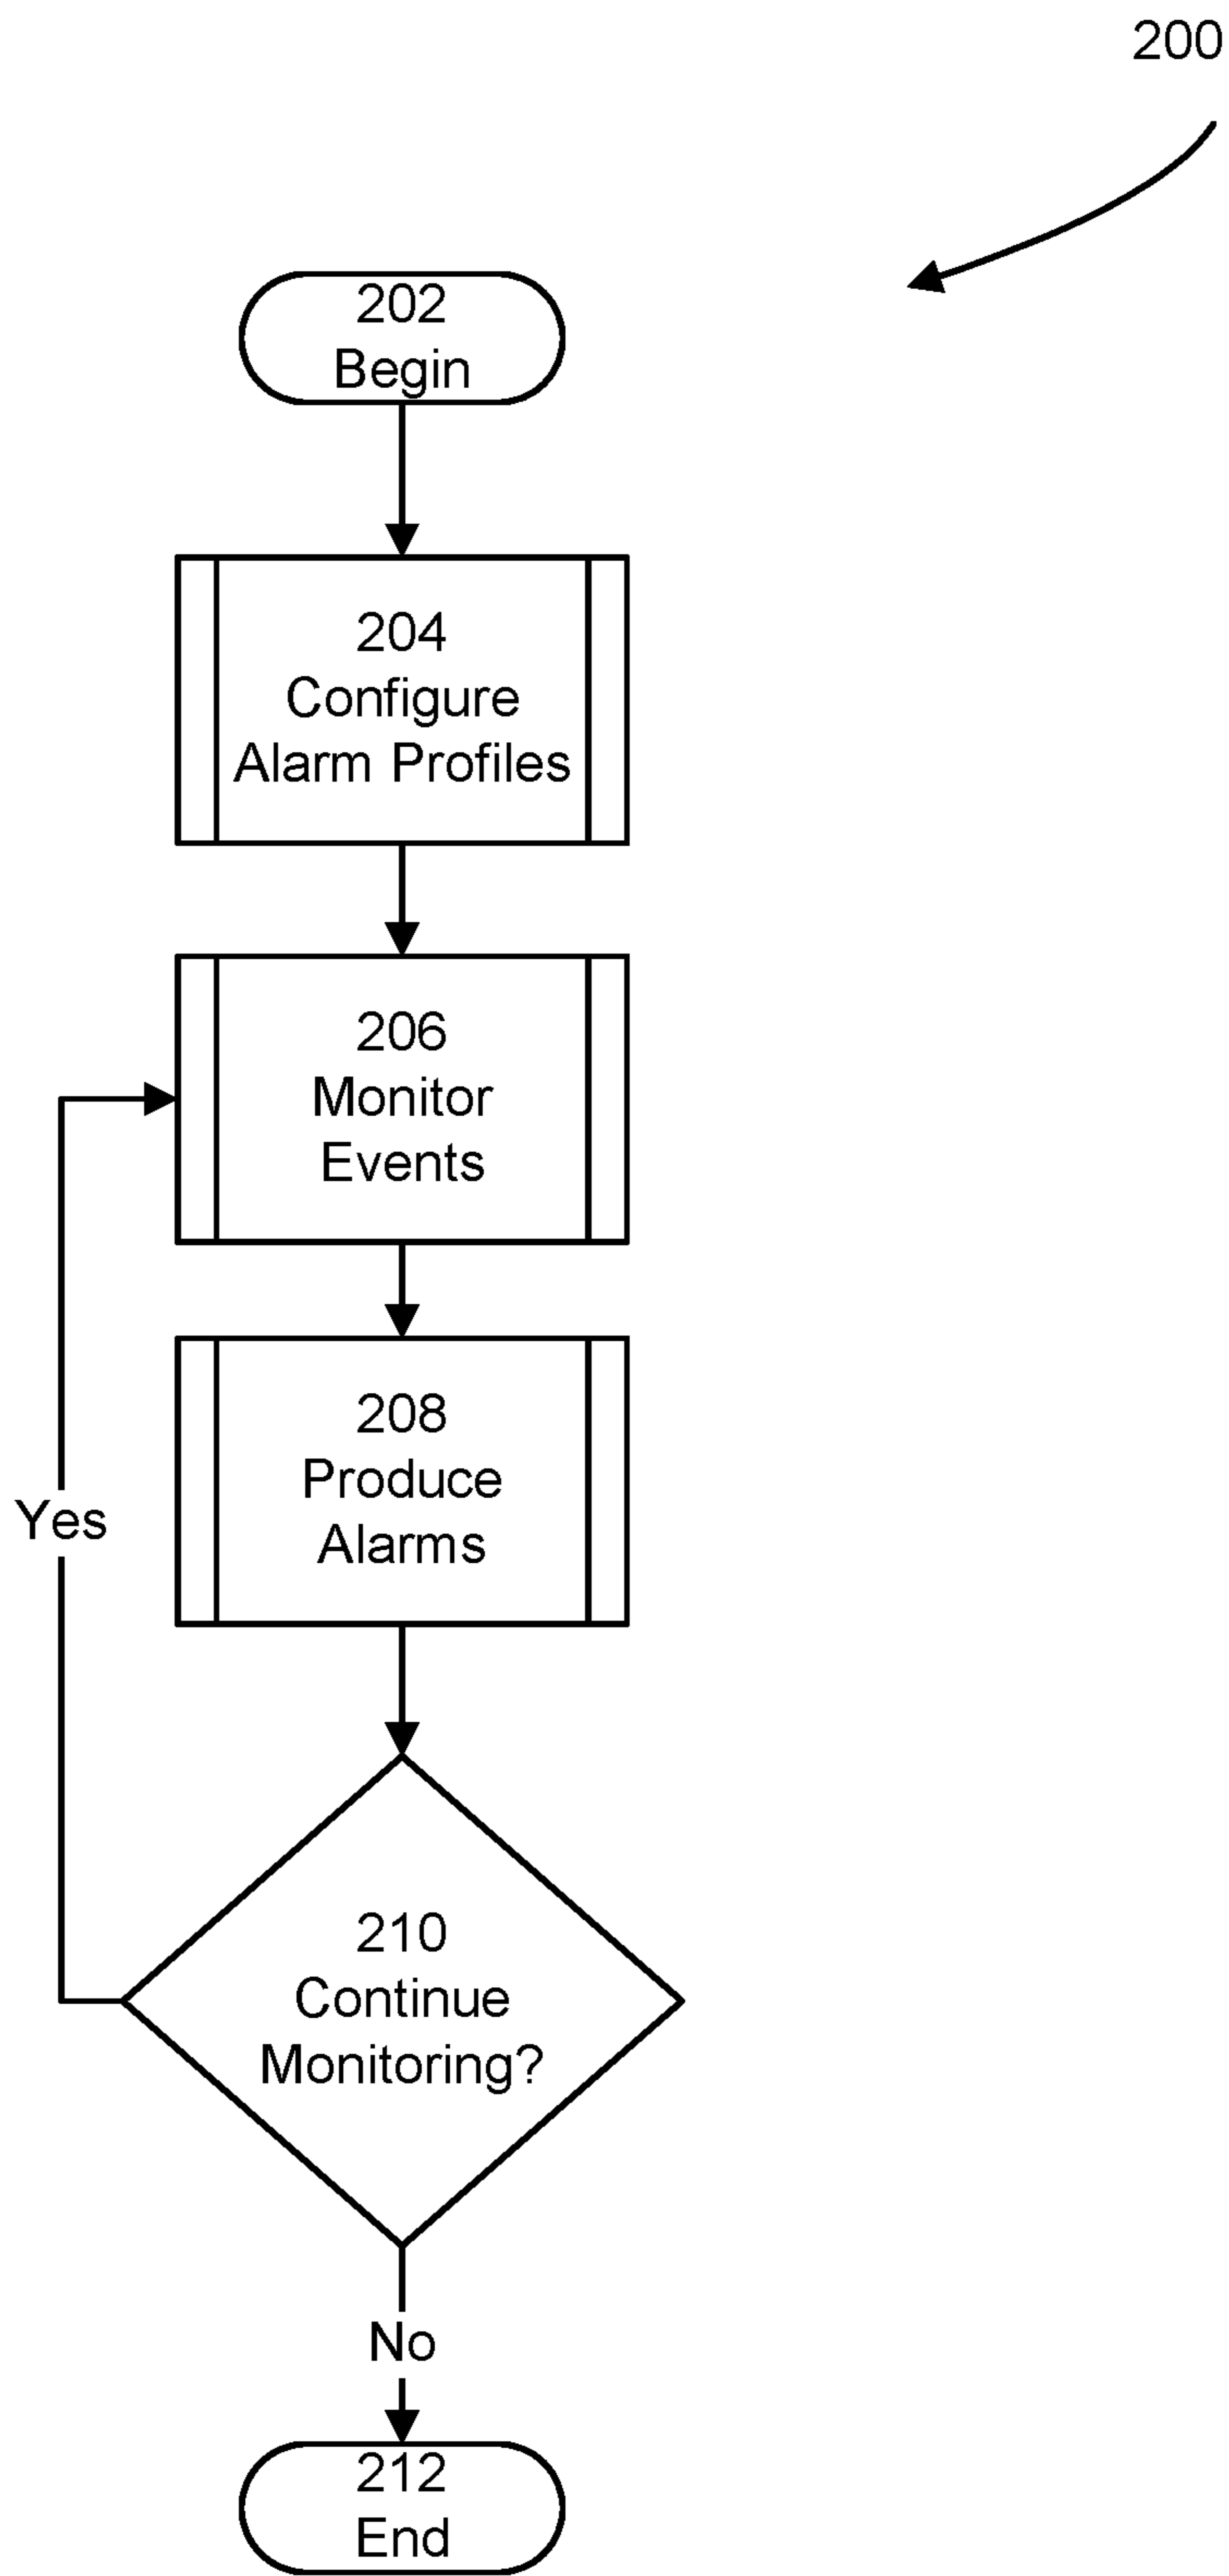 200
202
Begin
204
Configure
Alarm Profiles
206
Monitor
Events
208
Produce
Alarms
Yes
210
Continue
Monitoring?
No
212
End